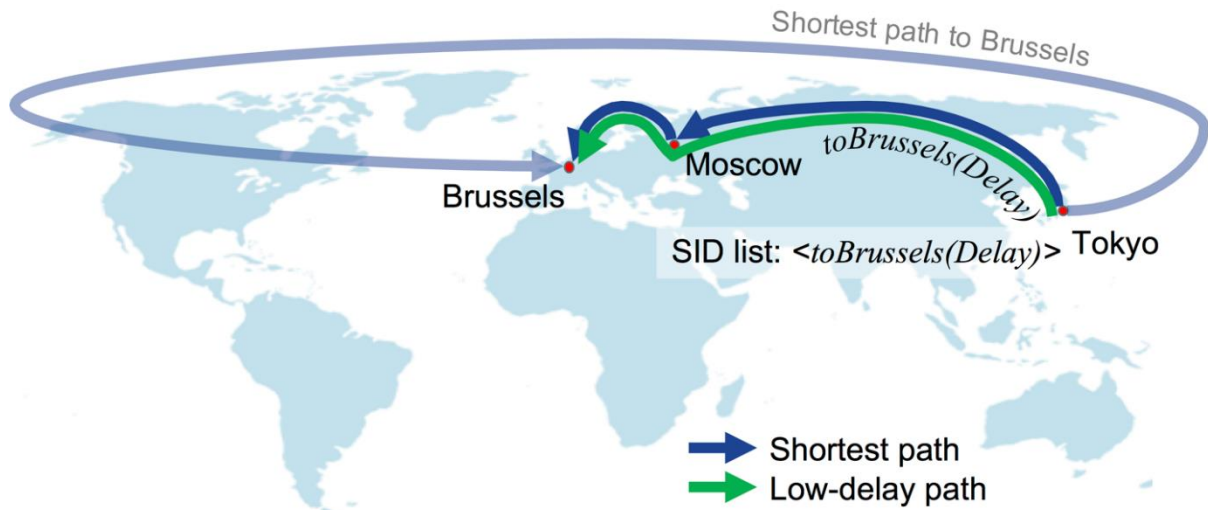 Shortest path to Brussels
toBrussels(Delay)
Moscow
Brussels
Tokyo
SID list: <toBrussels(Delay)>
Shortest path
Low-delay path